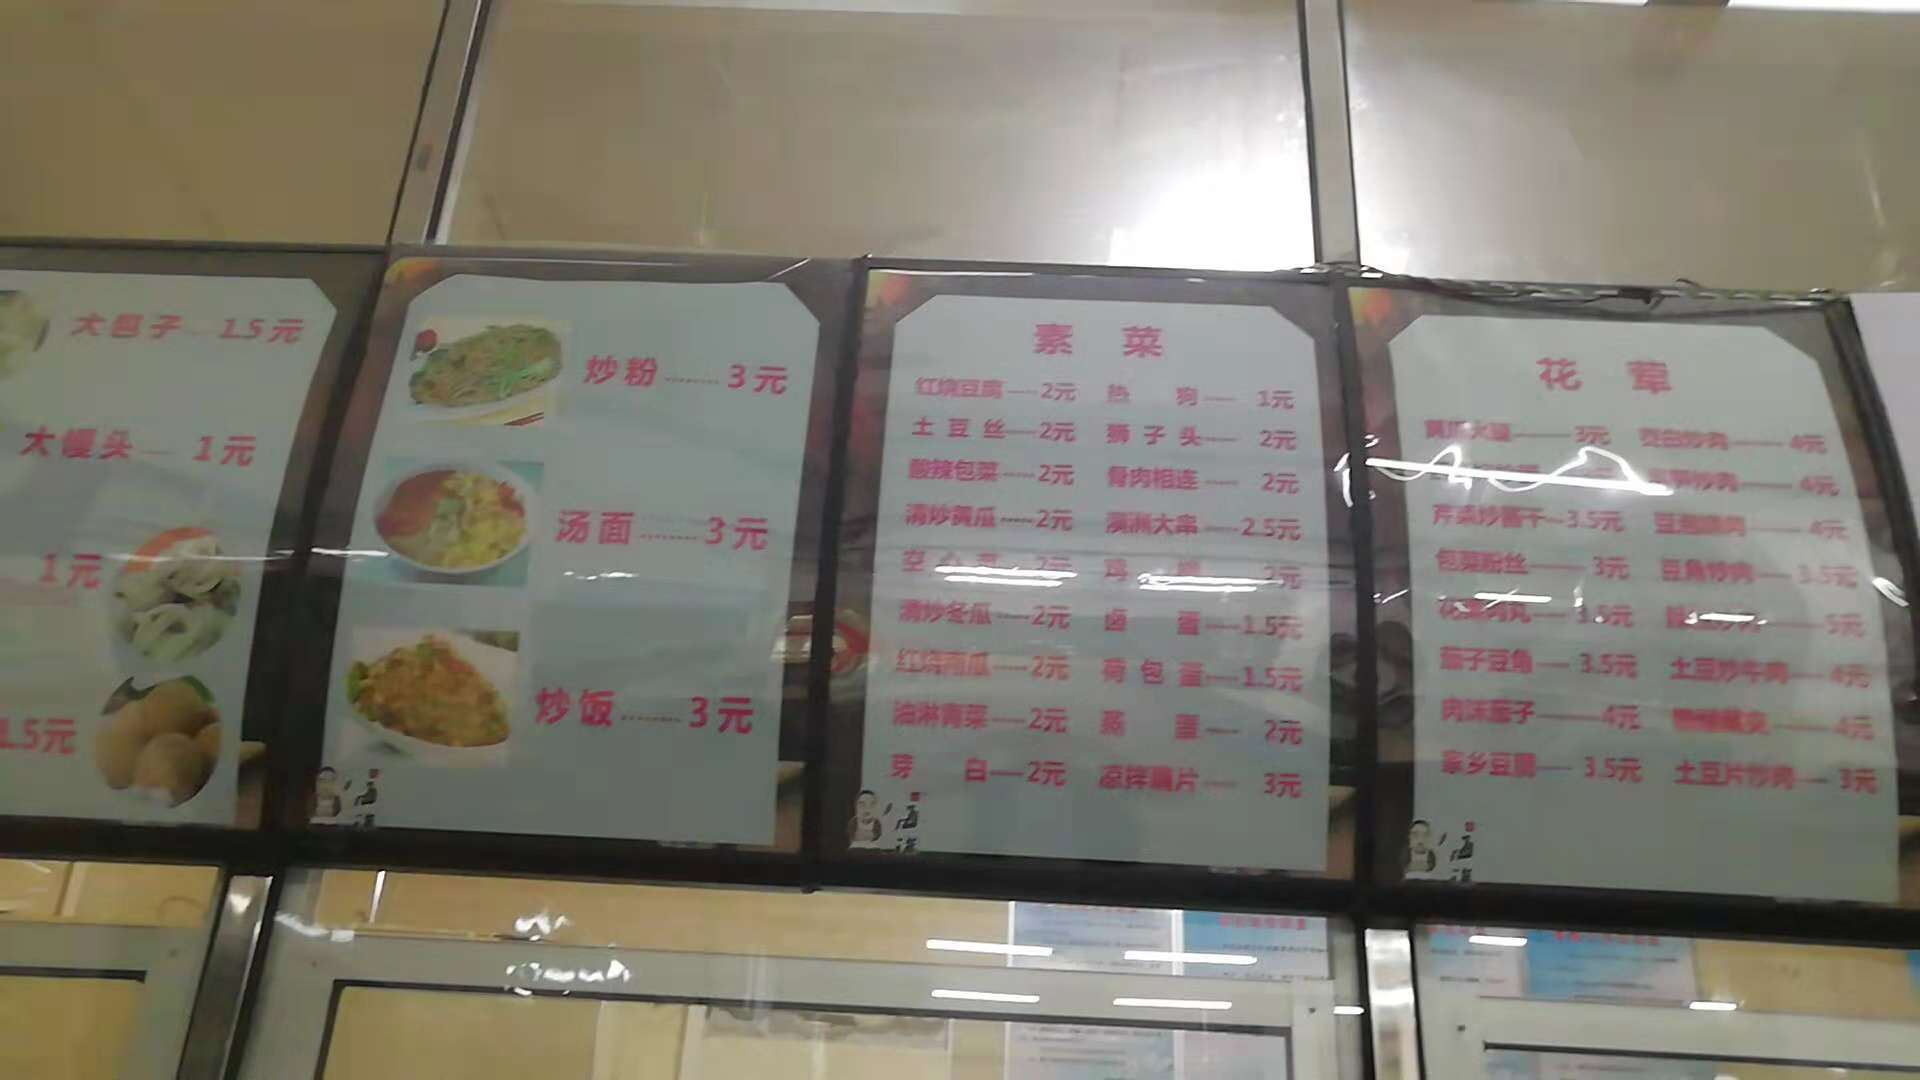 大包子 1.5元
大馒头 1元
1元
1.5元
炒粉 3元
汤面 3元
炒饭 3元
素菜
红烧豆腐 2元 热狗 1元
土豆丝 2元 狮子头 2元
酸辣包菜 2元 骨肉相连 2元
清炒黄瓜 2元 澳洲大串 2.5元
空 2元 鸡 2元
清炒冬瓜 2元 卤蛋 1.5元
红烧南瓜 2元 荷包蛋 1.5元
油淋青菜 2元 蒸蛋 2元
芽白 2元 凉拌藕片 3元
花荤
3元 豆白炒肉 4元
炒肉 4元
芹菜炒香干 3.5元 4元
包菜粉丝 3元 豆角炒肉 3.5元
花菜肉丸 3.5元 5元
茄子豆角 3.5元 土豆炒牛肉 4元
肉沫茄子 4元 4元
家乡豆腐 3.5元 土豆片炒肉 3元